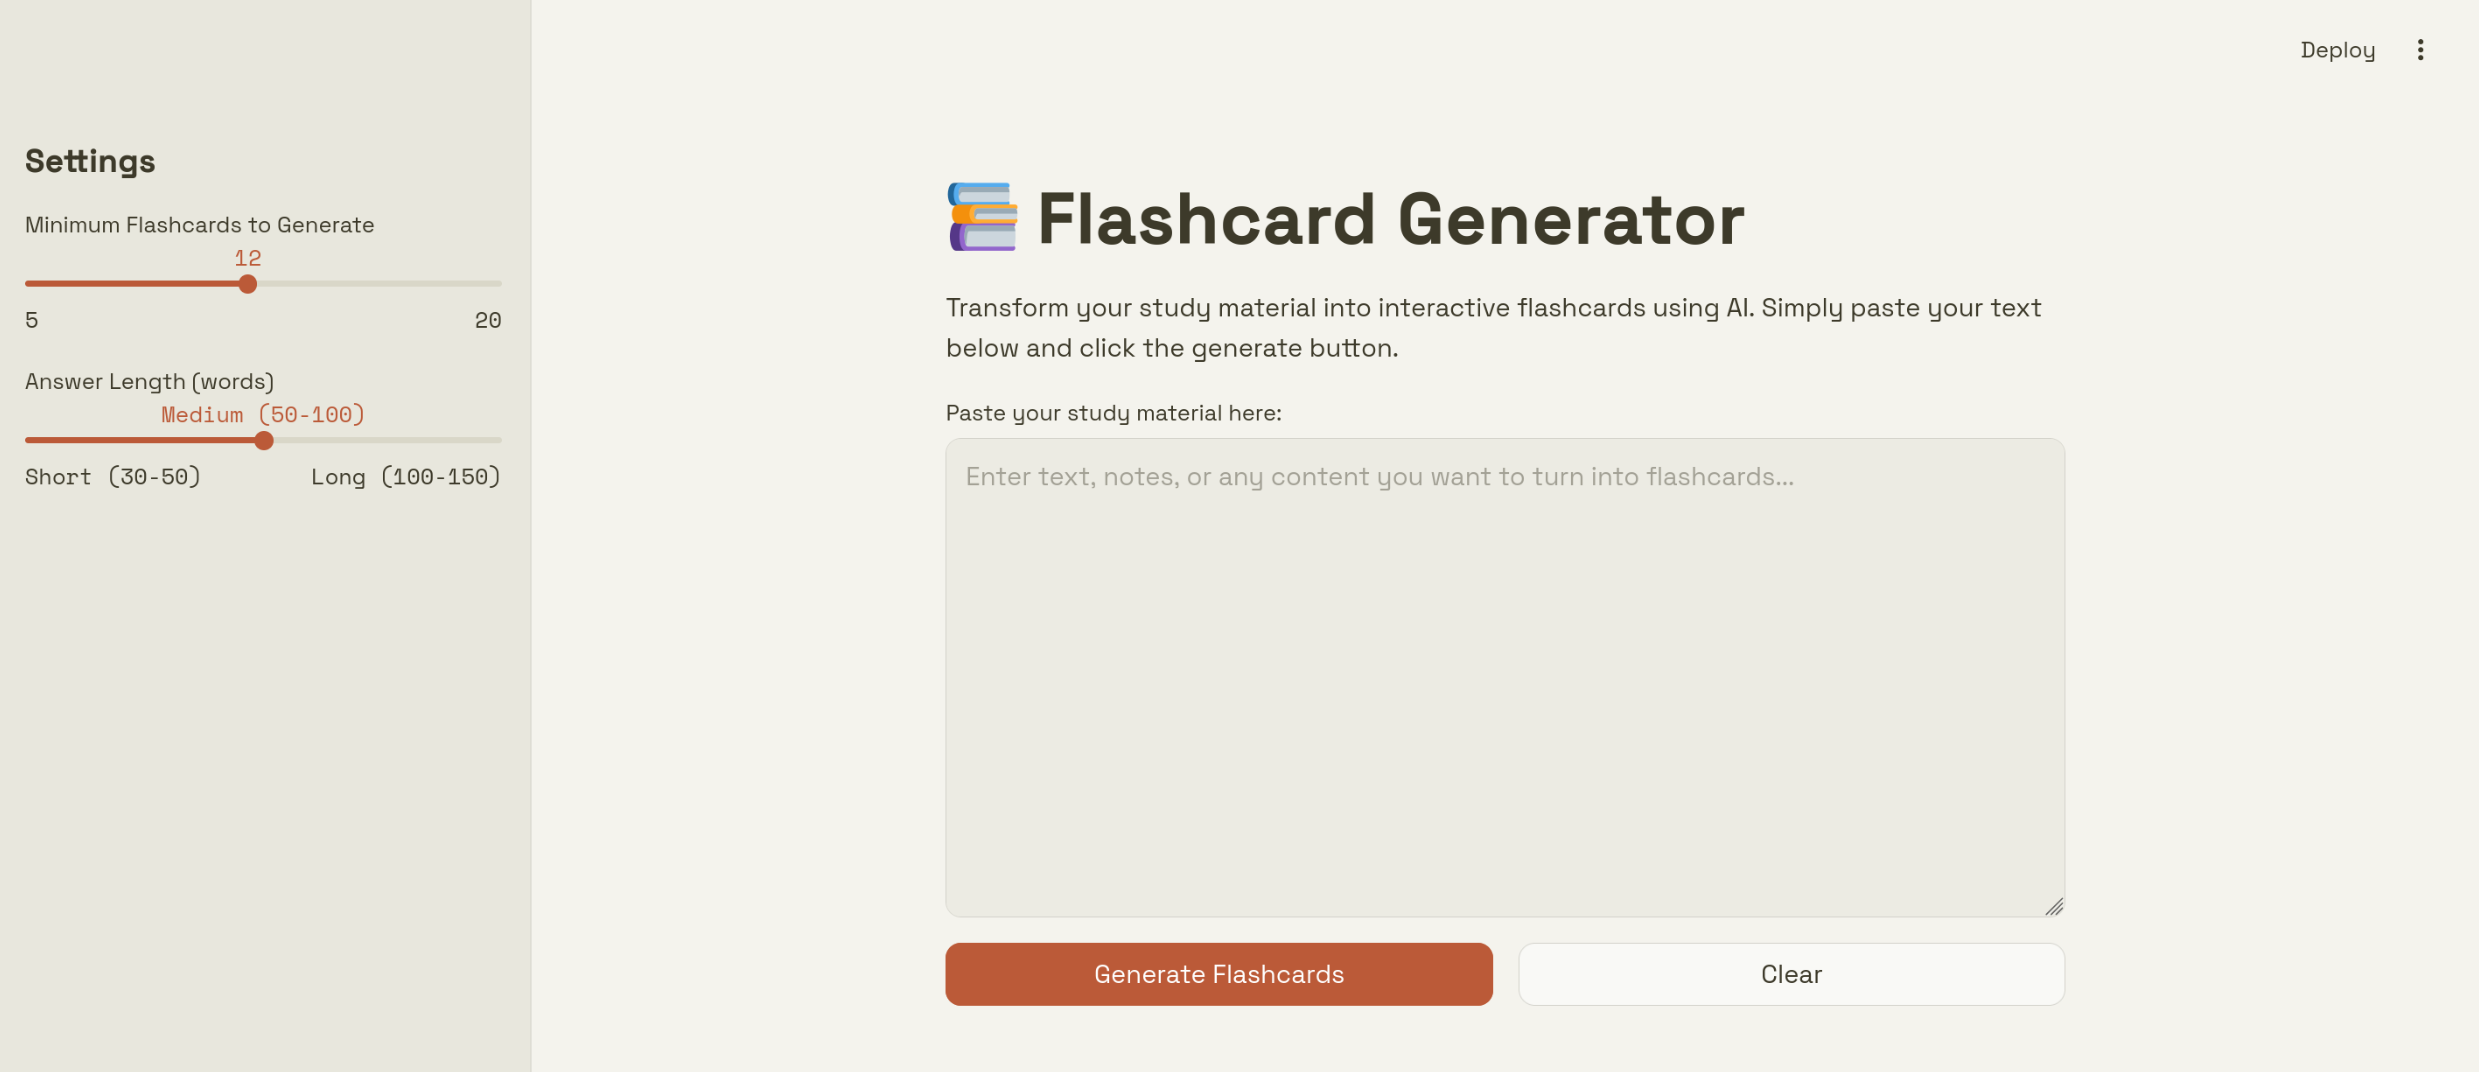 Deploy
Settings
Minimum Flashcards to Generate
12
5 20
Answer Length (words)
Medium (50-100)
Short (30-50) Long (100-150)
Flashcard Generator
Transform your study material into interactive flashcards using AI. Simply paste your text
below and click the generate button.
Paste your study material here:
Enter text, notes, or any content you want to turn into flashcards...
Generate Flashcards Clear